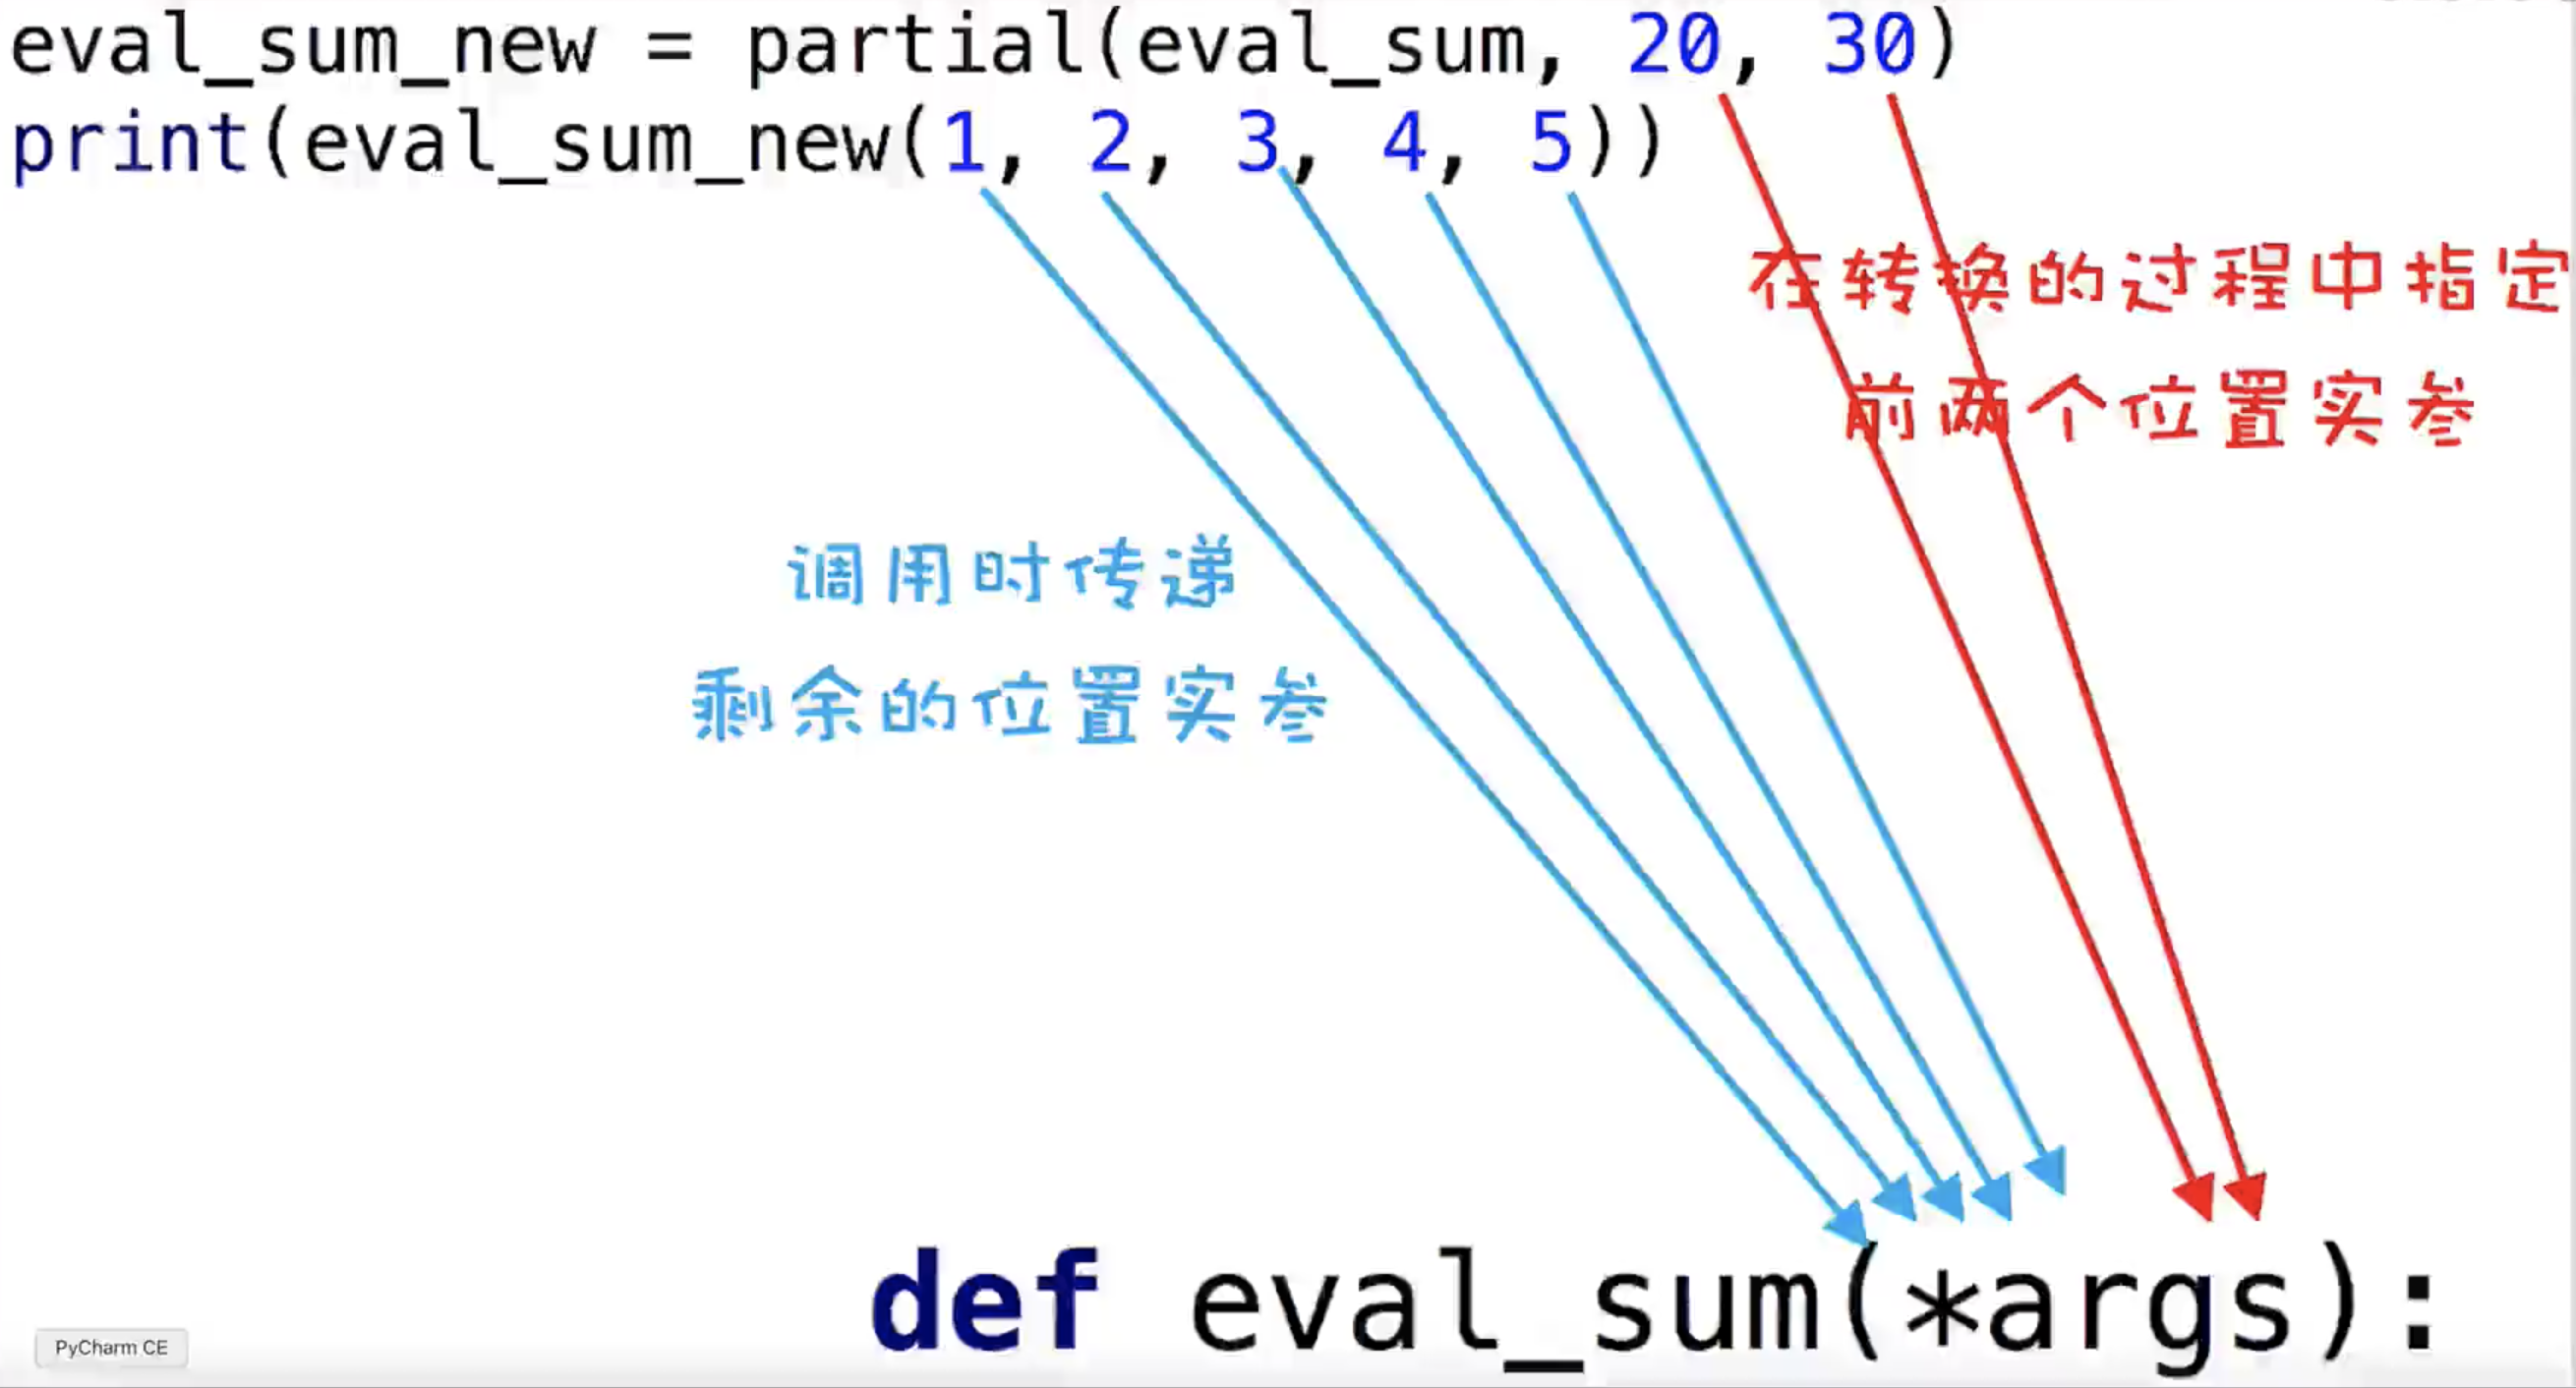 eval_sum_new = partial(eval_sum, 20, 30)
print(eval_sum_new(1, 2, 3, 4, 5))
在转换的过程中指定
前两个位置实参
调用时传递
剩余的位置实参
def eval_sum(*args):
PyCharm CE